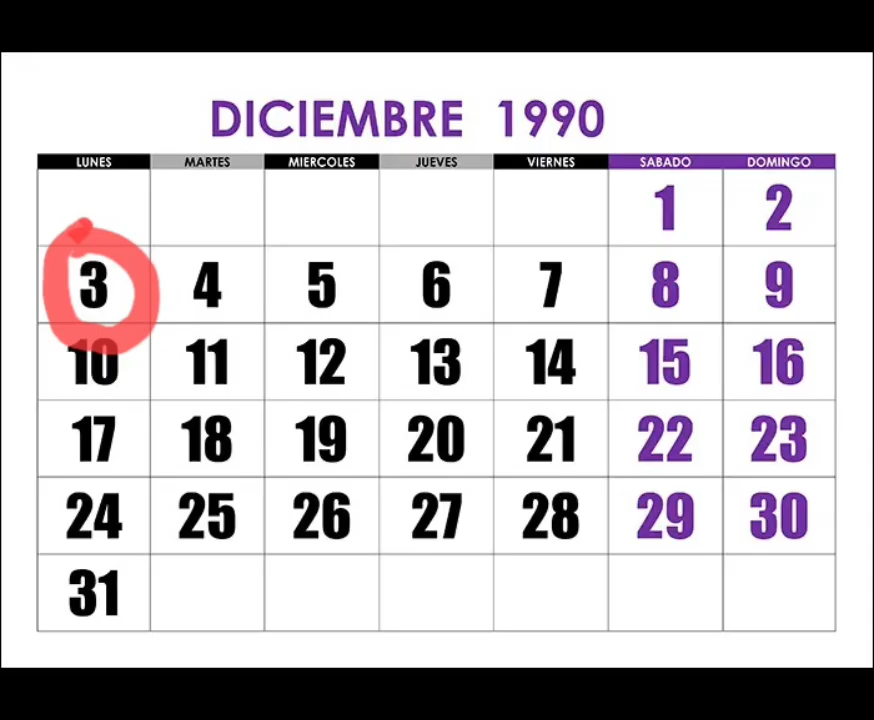 DICIEMBRE 1990
LUNES MARTES MIERCOLES JUEVES VIERNES SABADO DOMINGO
1 2
3 4 5 6 7 8 9
10 11 12 13 14 15 16
17 18 19 20 21 22 23
24 25 26 27 28 29 30
31